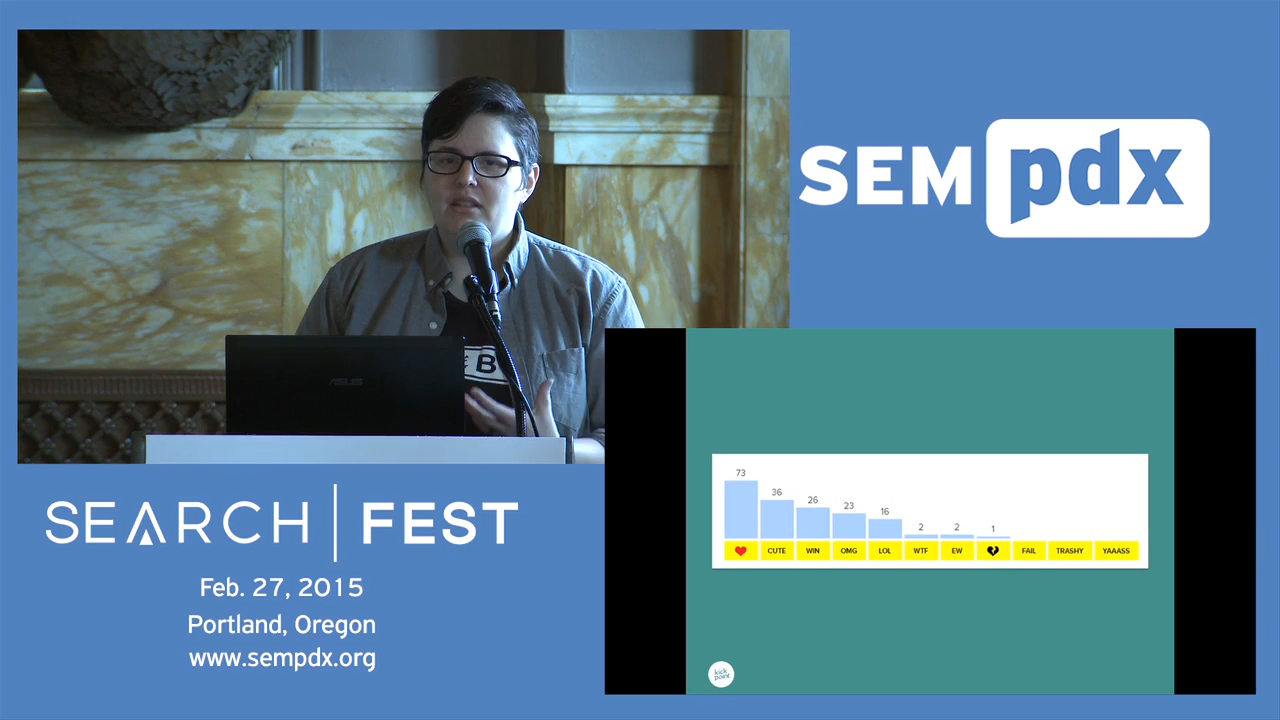 SEM pdx
ASUS
B
73
36
26
23
16
2
2
1
CUTE
WIN
OMG
LOL
WTF
EW
FAIL
TRASHY
YAAASS
kick
point
SEARCH | FEST
Feb. 27, 2015
Portland, Oregon
www.sempdx.org